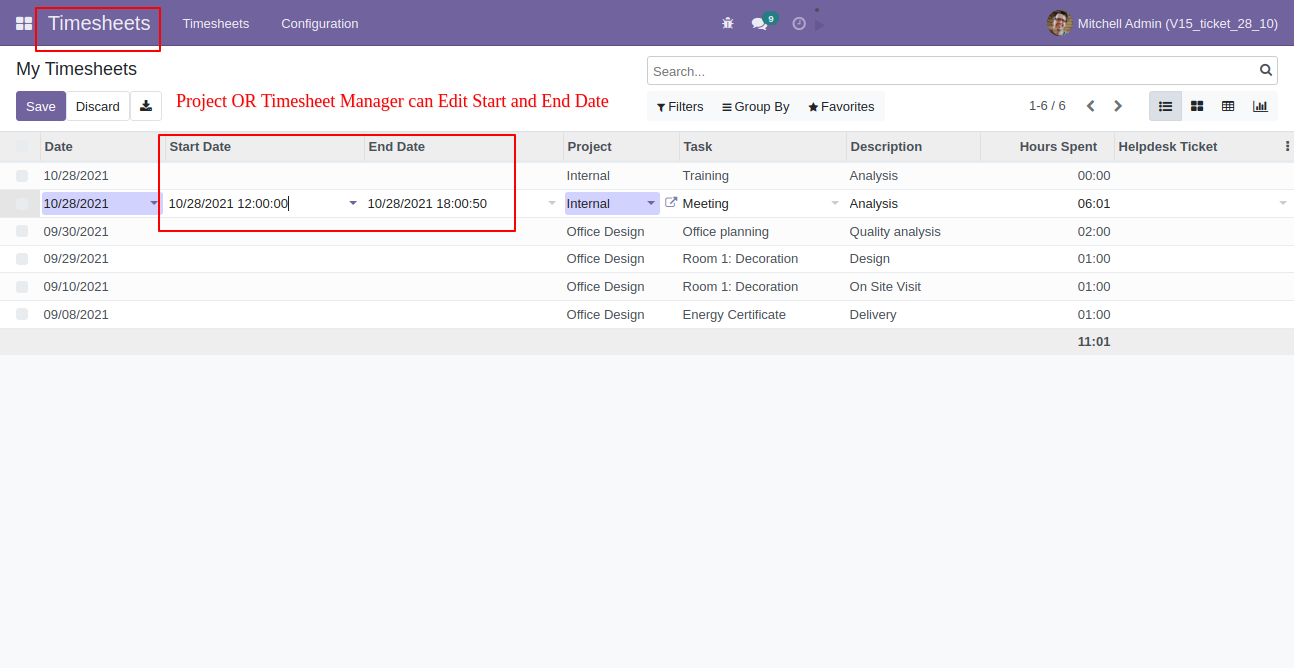 Timesheets Timesheets Configuration 9 Mitchell Admin (V15_ticket_28_10)
My Timesheets Search...
Save Discard Project OR Timesheet Manager can Edit Start and End Date Filters Group By Favorites 1-6 / 6
Date Start Date End Date Project Task Description Hours Spent Helpdesk Ticket
10/28/2021 Internal Training Analysis 00:00
10/28/2021 10/28/2021 12:00:00 10/28/2021 18:00:50 Internal Meeting Analysis 06:01
09/30/2021 Office Design Office planning Quality analysis 02:00
09/29/2021 Office Design Room 1: Decoration Design 01:00
09/10/2021 Office Design Room 1: Decoration On Site Visit 01:00
09/08/2021 Office Design Energy Certificate Delivery 01:00
11:01